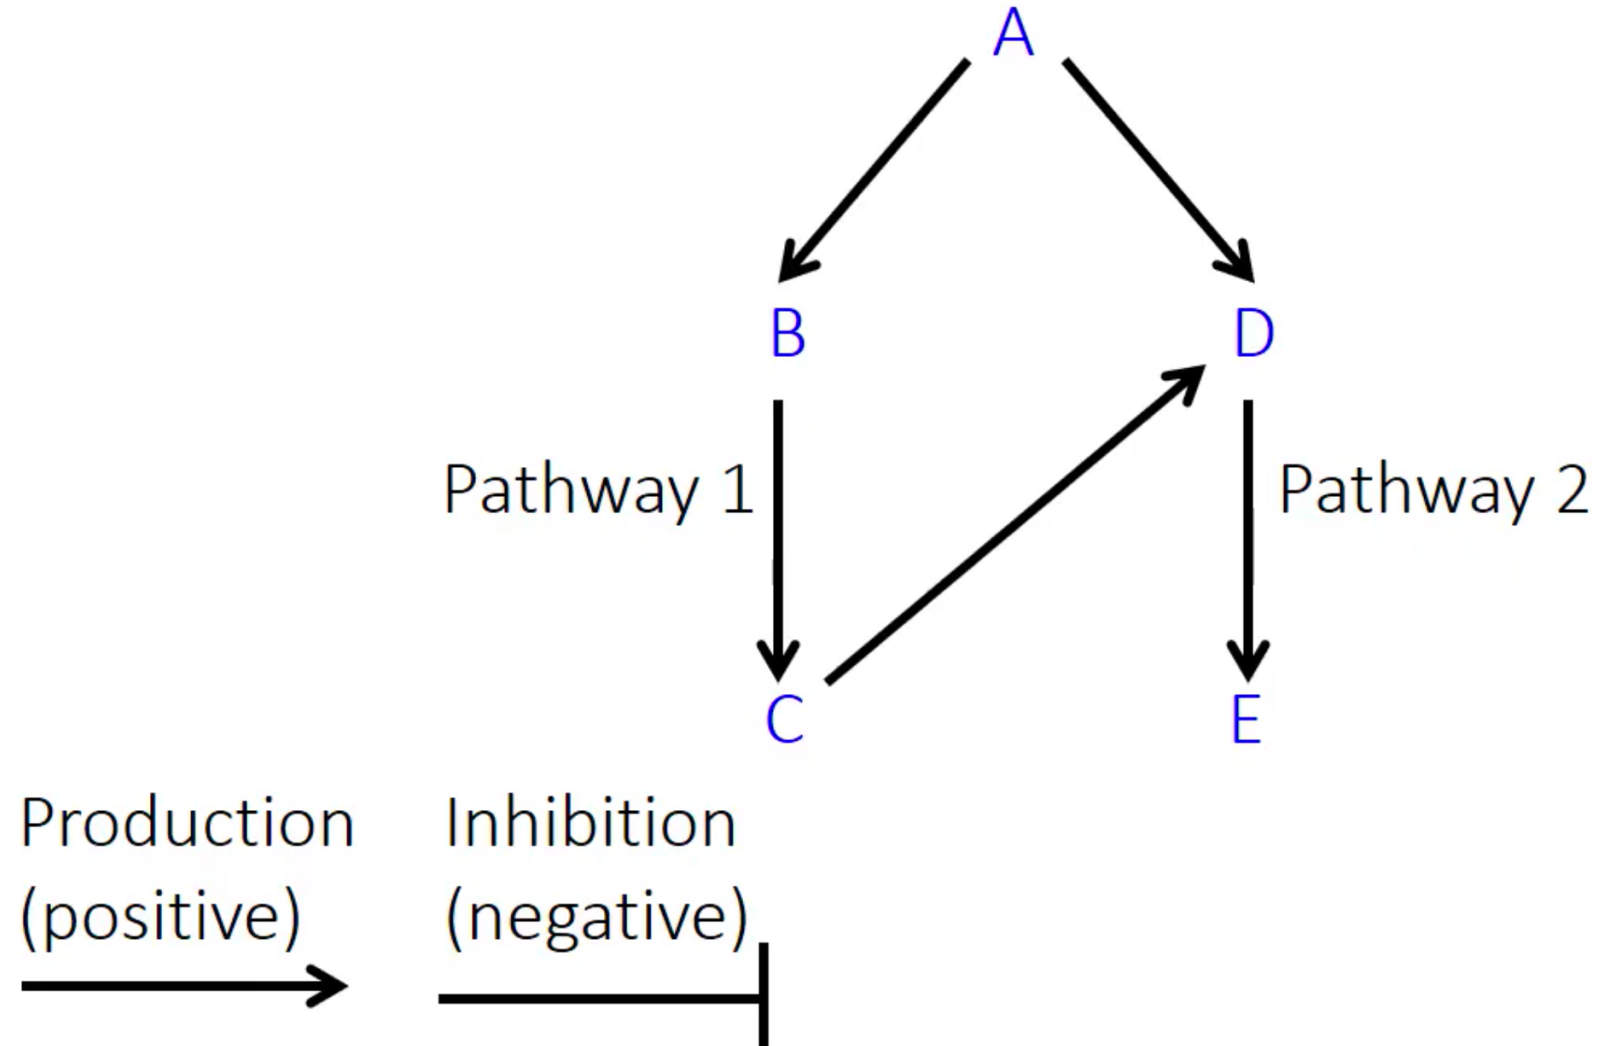 A
B
D
Pathway 1
Pathway 2
C
E
Production
(positive)
Inhibition
(negative)